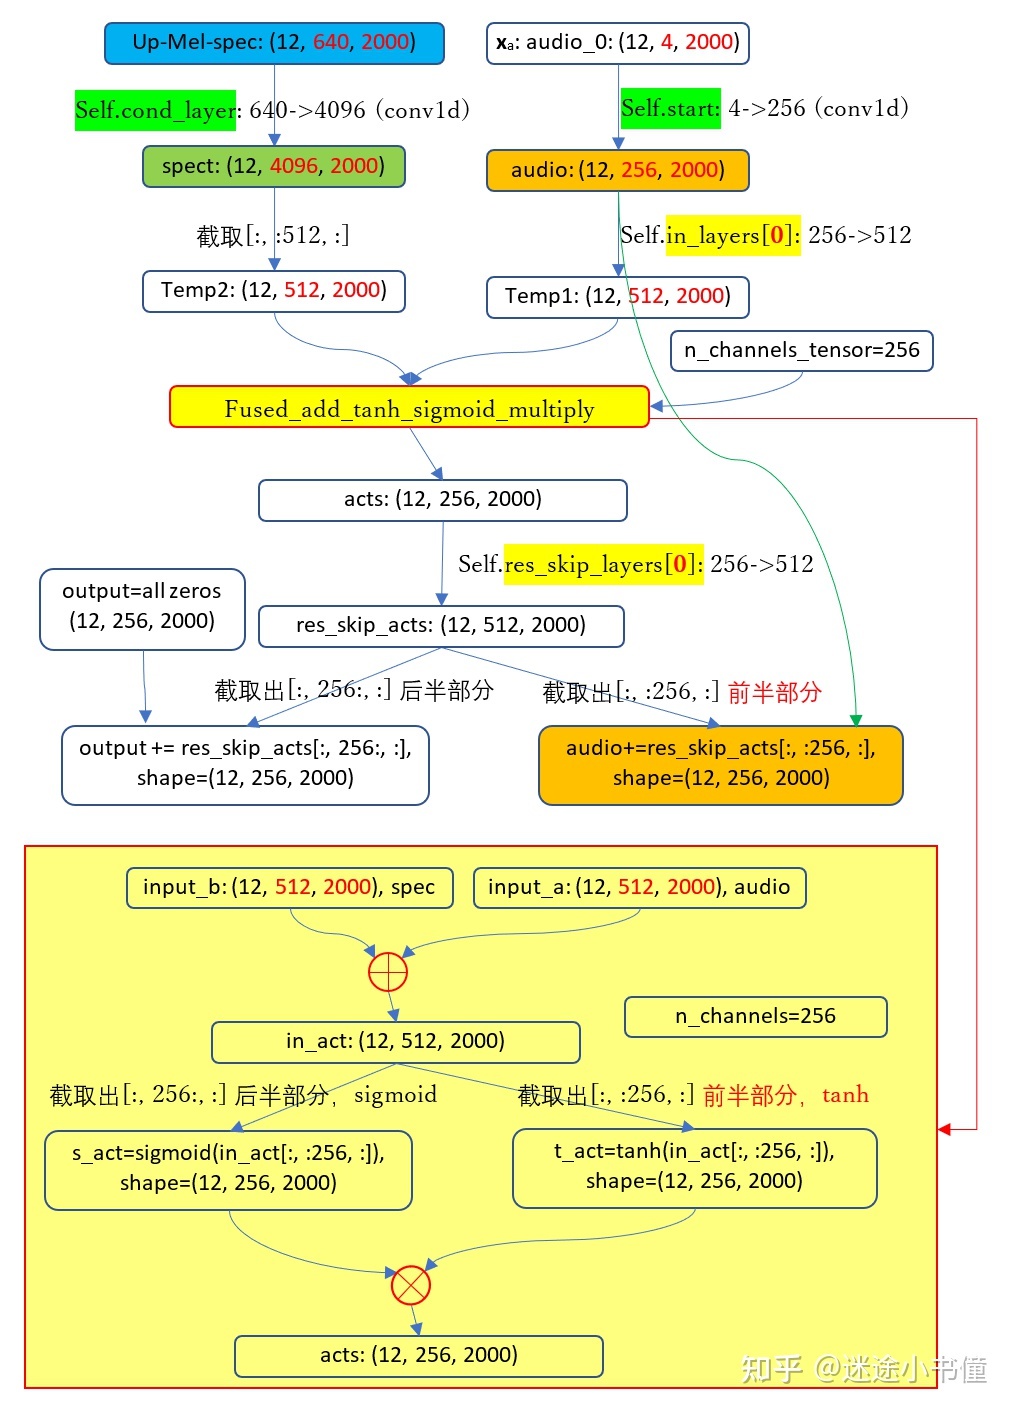 Up-Mel-spec: (12, 640, 2000)
xₐ: audio_0: (12, 4, 2000)
Self.cond_layer: 640->4096 (conv1d)
Self.start: 4->256 (conv1d)
spect: (12, 4096, 2000)
audio: (12, 256, 2000)
截取[:, :512, :]
Self.in_layers[0]: 256->512
Temp2: (12, 512, 2000)
Temp1: (12, 512, 2000)
n_channels_tensor=256
Fused_add_tanh_sigmoid_multiply
acts: (12, 256, 2000)
Self.res_skip_layers[0]: 256->512
output=all zeros
(12, 256, 2000)
res_skip_acts: (12, 512, 2000)
截取出[:, 256:, :] 后半部分
截取出[:, :256, :] 前半部分
output += res_skip_acts[:, 256:, :],
shape=(12, 256, 2000)
audio+=res_skip_acts[:, :256, :],
shape=(12, 256, 2000)
input_b: (12, 512, 2000), spec
input_a: (12, 512, 2000), audio
n_channels=256
in_act: (12, 512, 2000)
截取出[:, 256:, :] 后半部分，sigmoid
截取出[:, :256, :] 前半部分，tanh
s_act=sigmoid(in_act[:, :256, :]),
shape=(12, 256, 2000)
t_act=tanh(in_act[:, :256, :]),
shape=(12, 256, 2000)
acts: (12, 256, 2000)
知乎 @迷途小书僮